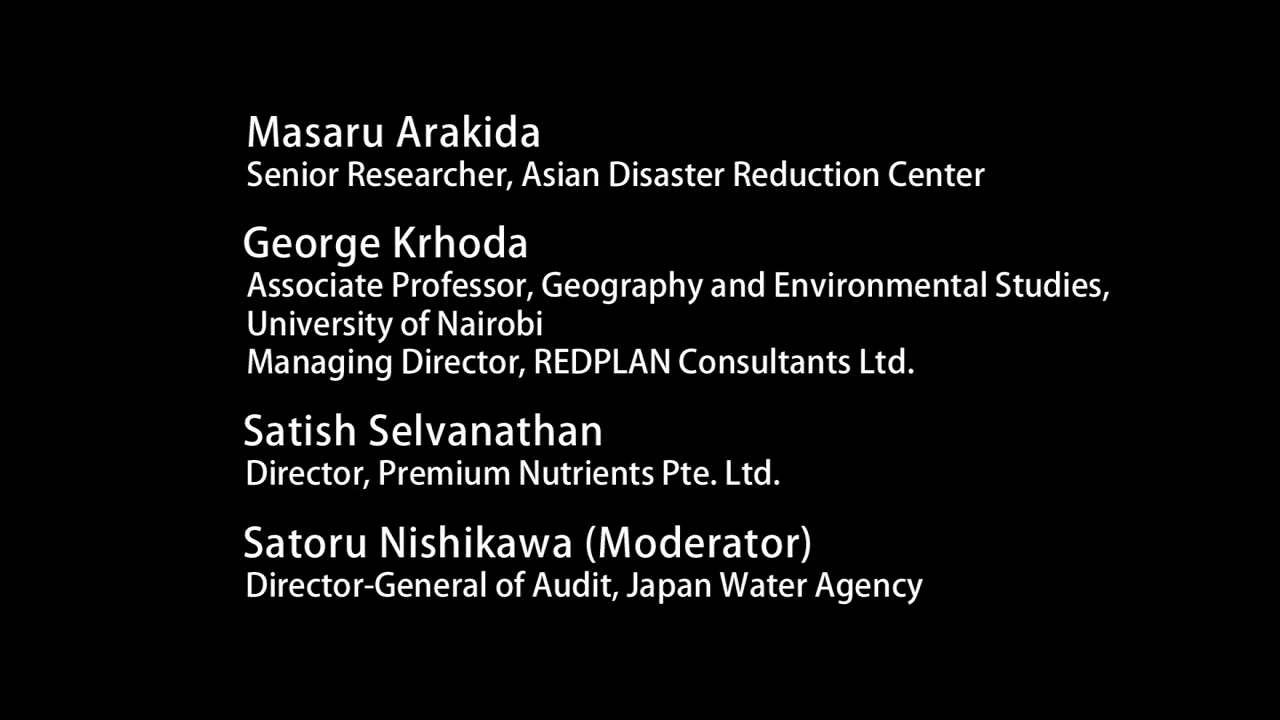 Masaru Arakida
Senior Researcher, Asian Disaster Reduction Center
George Krhoda
Associate Professor, Geography and Environmental Studies,
University of Nairobi
Managing Director, REDPLAN Consultants Ltd.
Satish Selvanathan
Director, Premium Nutrients Pte. Ltd.
Satoru Nishikawa (Moderator)
Director-General of Audit, Japan Water Agency